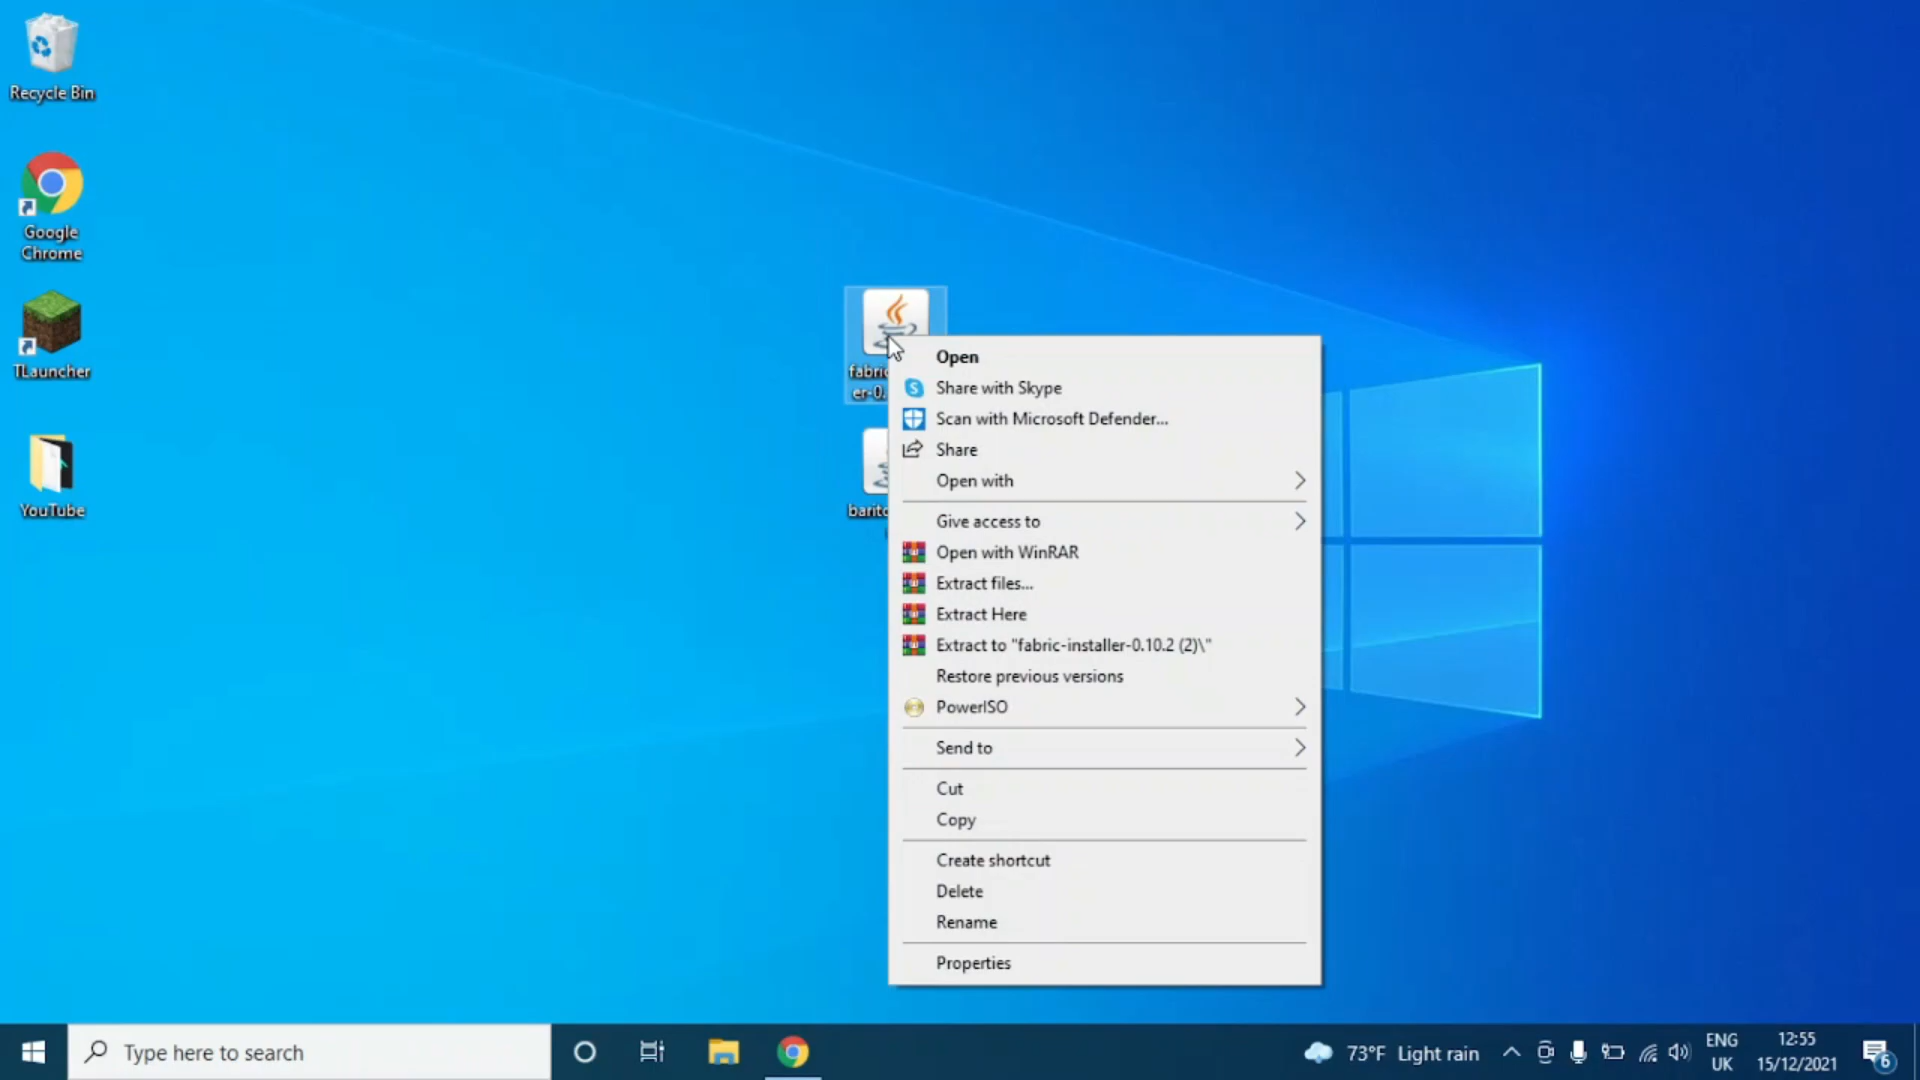 Recycle Bin
Google
Chrome
TLauncher
YouTube
Open
Share with Skype
Scan with Microsoft Defender...
Share
Open with
Give access to
Open with WinRAR
Extract files...
Extract Here
Extract to "fabric-installer-0.10.2 (2)\"
Restore previous versions
PowerISO
Send to
Cut
Copy
Create shortcut
Delete
Rename
Properties
Type here to search
73°F Light rain
ENG
UK
12:55
15/12/2021
6